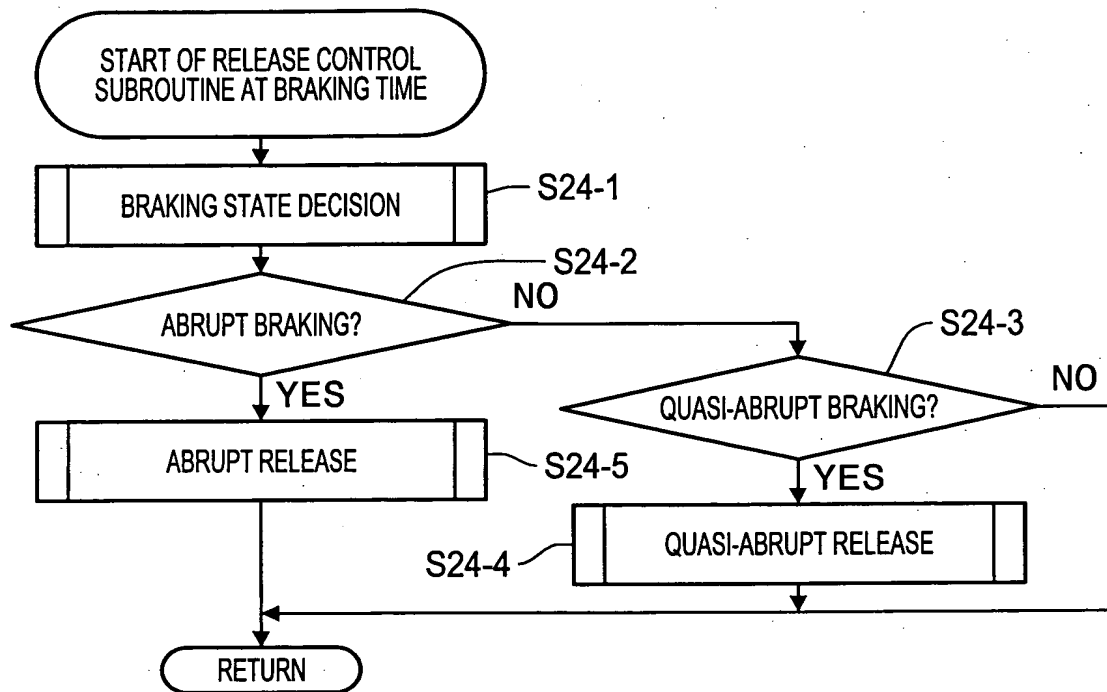 START OF RELEASE CONTROL
SUBROUTINE AT BRAKING TIME
BRAKING STATE DECISION
S24-1
S24-2
ABRUPT BRAKING?
NO
S24-3
QUASI-ABRUPT BRAKING?
NO
YES
ABRUPT RELEASE
S24-5
YES
QUASI-ABRUPT RELEASE
S24-4
RETURN